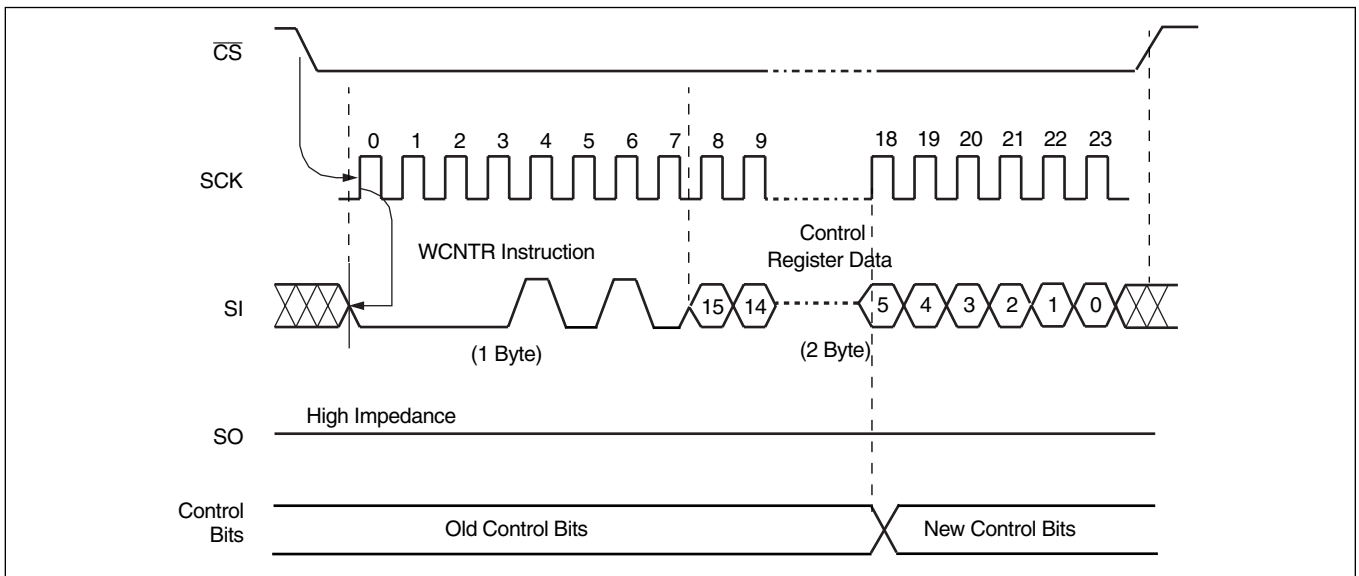 CS
0 1 2 3 4 5 6 7 8 9 18 19 20 21 22 23
SCK
WCNTR Instruction
Control
Register Data
SI
15 14 5 4 3 2 1 0
(1 Byte) (2 Byte)
High Impedance
SO
Control
Bits
Old Control Bits New Control Bits